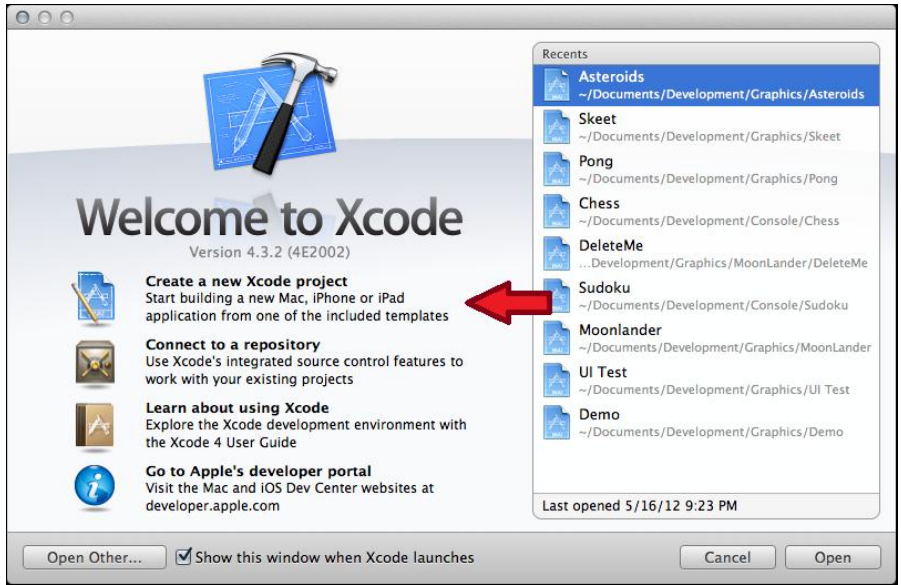 Welcome to Xcode
Version 4.3.2 (4E2002)
Create a new Xcode project
Start building a new Mac, iPhone or iPad
application from one of the included templates
Connect to a repository
Use Xcode's integrated source control features to
work with your existing projects
Learn about using Xcode
Explore the Xcode development environment with
the Xcode 4 User Guide
Go to Apple's developer portal
Visit the Mac and iOS Dev Center websites at
developer.apple.com
Recents
Asteroids
~/Documents/Development/Graphics/Asteroids
Skeet
~/Documents/Development/Graphics/Skeet
Pong
~/Documents/Development/Graphics/Pong
Chess
~/Documents/Development/Console/Chess
DeleteMe
...Development/Graphics/MoonLander/DeleteMe
Sudoku
~/Documents/Development/Console/Sudoku
Moonlander
~/Documents/Development/Graphics/MoonLander
UI Test
~/Documents/Development/Graphics/UI Test
Demo
~/Documents/Development/Graphics/Demo
Last opened 5/16/12 9:23 PM
Open Other...
Show this window when Xcode launches
Cancel
Open